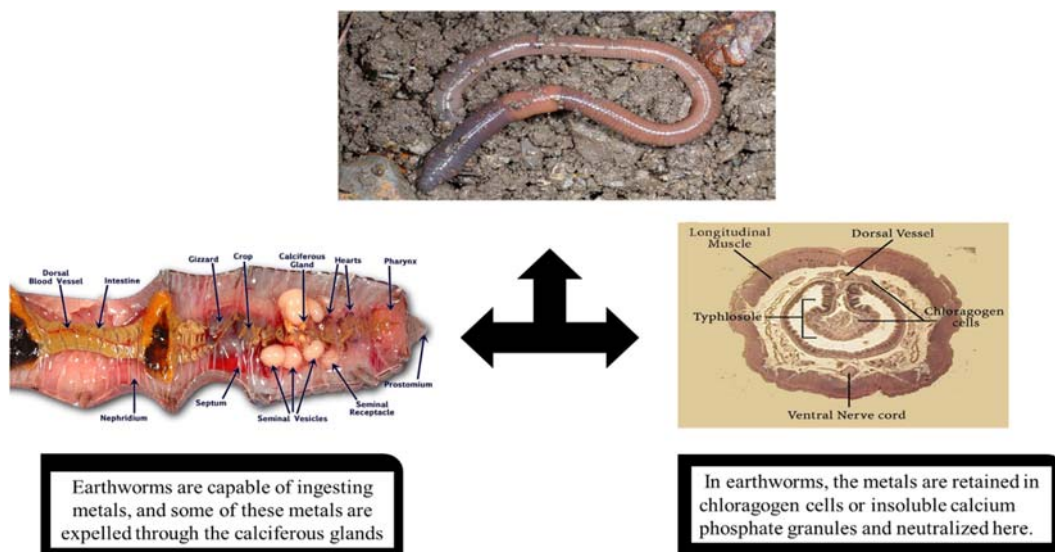 Gizzard
Crop
Calciferous
Gland
Hearts
Pharynx
Dorsal
Blood Vessel
Intestine
Nephridium
Septum
Seminal Vesicles
Seminal
Receptacle
Prostomium
Longitudinal
Muscle
Dorsal Vessel
Typhlosole
Chloragogen
cells
Ventral Nerve cord
Earthworms are capable of ingesting
metals, and some of these metals are
expelled through the calciferous glands
In earthworms, the metals are retained in
chloragogen cells or insoluble calcium
phosphate granules and neutralized here.